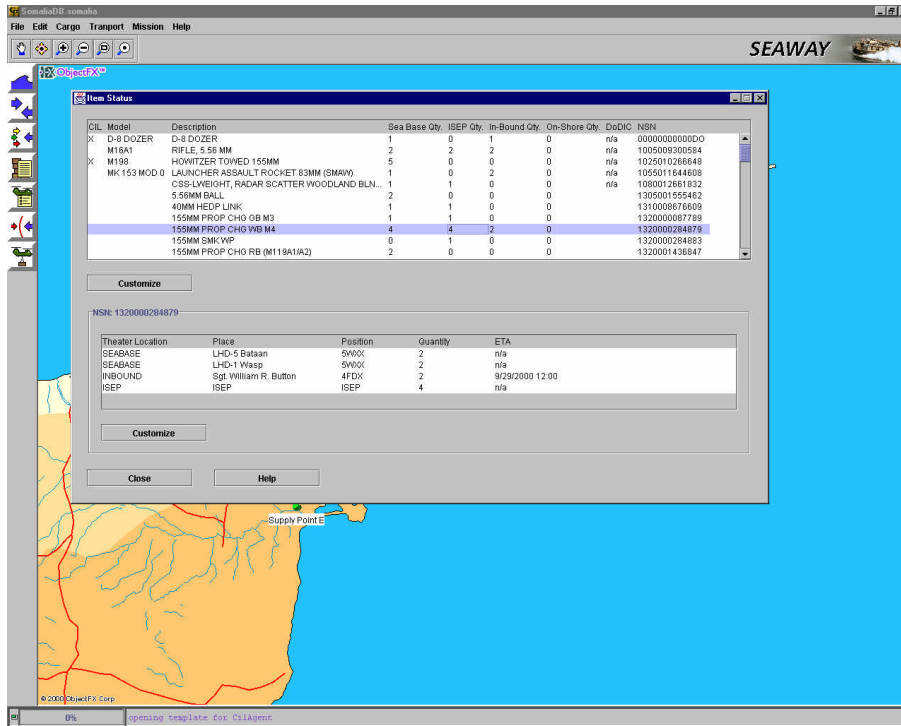 SomaliaDB.somalia
File Edit Cargo Tranport Mission Help
SEAWAY
ObjectFX™
Item Status
CIL Model Description Sea Base Qty. ISEP Qty. In-Bound Qty. On-Shore Qty. DoDIC NSN
X D-8 DOZER D-8 DOZER 1 0 1 0 n/a 00000000000DO
M16A1 RIFLE, 5.56 MM 2 2 2 0 n/a 1005009300584
X M198 HOWITZER TOWED 155MM 5 0 0 0 n/a 1025010266648
MK 153 MOD 0 LAUNCHER ASSAULT ROCKET 83MM (SMAW) 1 0 2 0 n/a 1055011644608
CSS-LWEIGHT, RADAR SCATTER WOODLAND BLN... 1 1 0 0 n/a 1080012661832
5.56MM BALL 2 0 0 0 1305001555462
40MM HEDP LINK 1 1 0 0 1310008676609
155MM PROP CHG GB M3 1 1 0 0 1320000087789
155MM PROP CHG WB M4 4 4 2 0 1320000284879
155MM SMK WP 0 1 0 0 1320000284883
155MM PROP CHG RB (M119A1/A2) 2 0 0 0 1320001436847
Customize
NSN: 1320000284879
Theater Location Place Position Quantity ETA
SEABASE LHD-5 Bataan 5WXX 2 n/a
SEABASE LHD-1 Wasp 5WXX 2 n/a
INBOUND Sgt. William R. Button 4FDX 2 9/29/2000 12:00
ISEP ISEP ISEP 4 n/a
Customize
Close Help
Supply Point E
© 2000 ObjectFX Corp
0% opening template for CilAgent